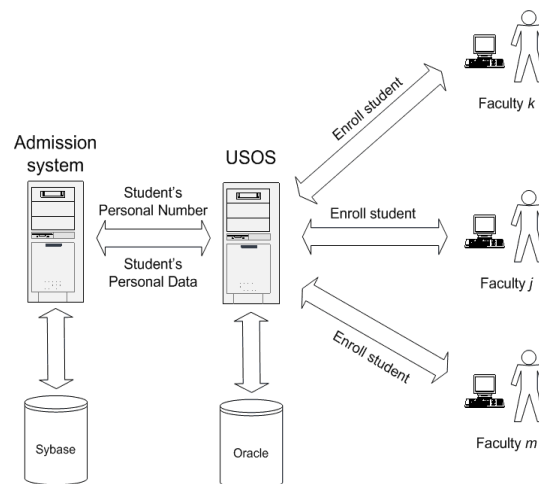 Enroll student
Faculty k
Admission
system
USOS
Student's
Personal Number
Student's
Personal Data
Enroll student
Faculty j
Enroll student
Faculty m
Sybase
Oracle